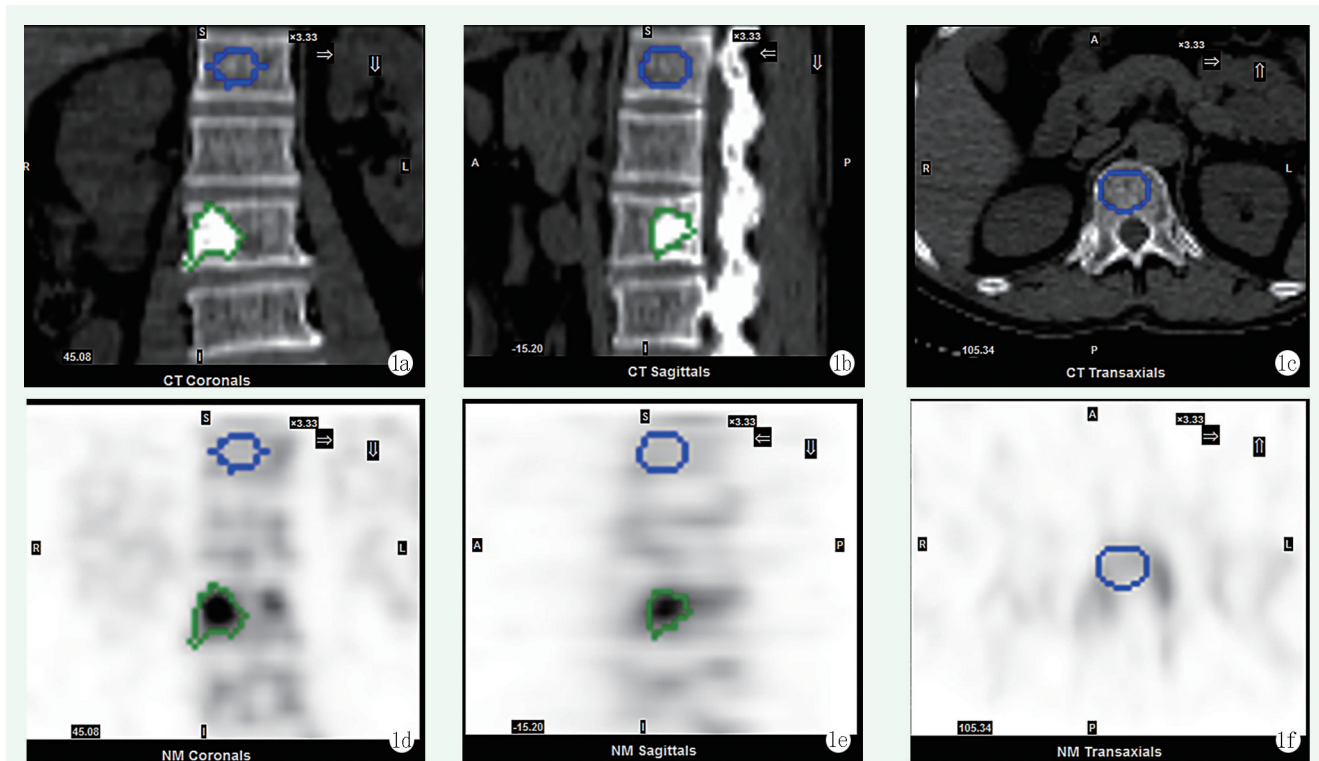 S
×3.33
⇒
⇓
R
L
45.08
I
CT Coronals
1a
S
×3.33
⇐
⇓
A
P
-15.20
I
CT Sagittals
1b
A
×3.33
⇒
⇑
R
L
105.34
P
CT Transaxials
1c
S
×3.33
⇒
⇓
R
L
45.08
I
NM Coronals
1d
S
×3.33
⇐
⇓
A
P
-15.20
I
NM Sagittals
1e
A
×3.33
⇒
⇑
R
L
105.34
P
NM Transaxials
1f